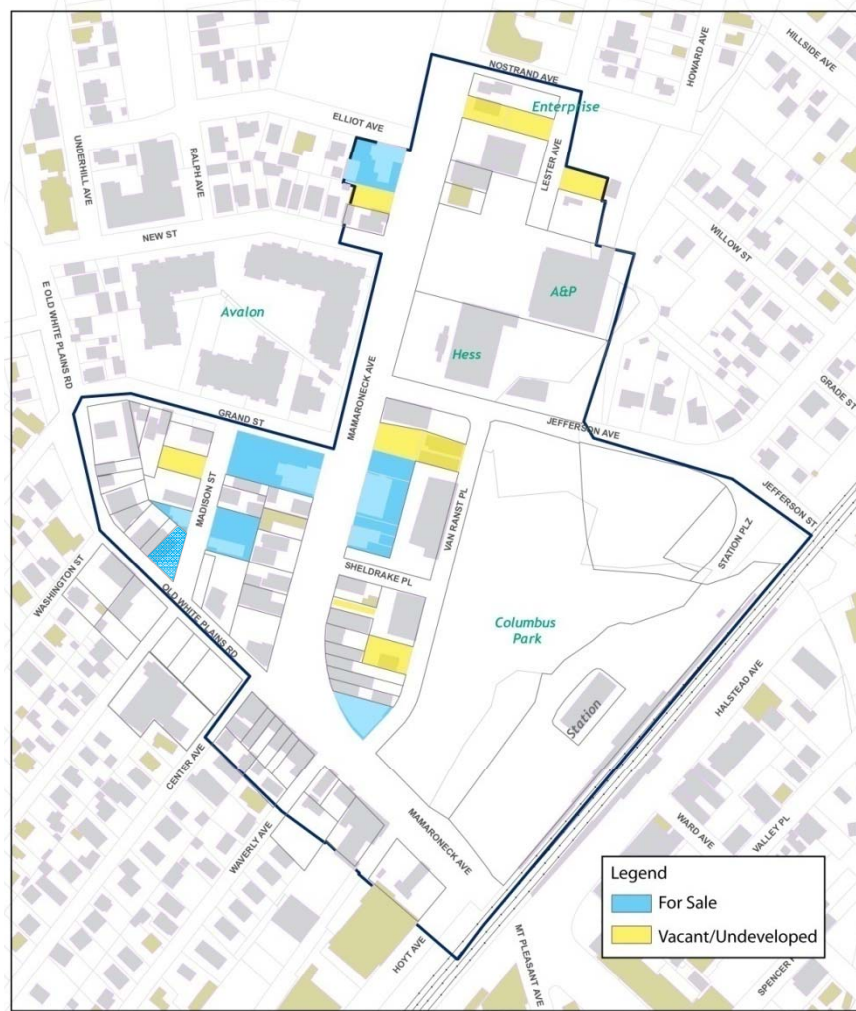 HILLSIDE AVE
HOWARD AVE
NOSTRAND AVE
Enterprise
ELLIOT AVE
UNDERHILL AVE
RALPH AVE
LESTER AVE
NEW ST
WILLOW ST
E OLD WHITE PLAINS RD
Avalon
A&P
Hess
MAMARONECK AVE
GRADE ST
GRAND ST
JEFFERSON AVE
JEFFERSON ST
MADISON ST
VAN RANST PL
STATION PLZ
WASHINGTON ST
SHELDRAKE PL
OLD WHITE PLAINS RD
Columbus
Park
HALSTEAD AVE
Station
CENTER AVE
MAMARONECK AVE
WAVERLY AVE
WARD AVE
VALLEY PL
HOYT AVE
MT PLEASANT AVE
SPENCER
Legend
For Sale
Vacant/Undeveloped